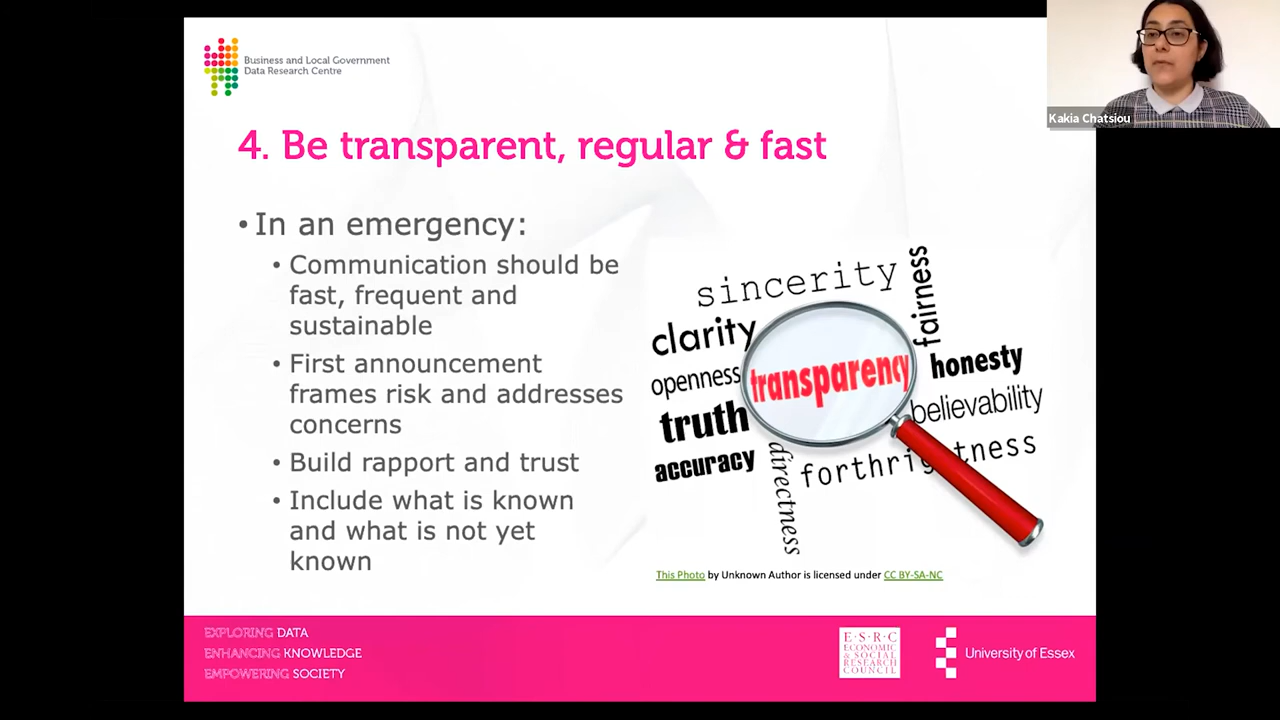 Business and Local Government
Data Research Centre
Kakia Chatsiou
4. Be transparent, regular & fast
• In an emergency:
• Communication should be
fast, frequent and
sustainable
• First announcement
frames risk and addresses
concerns
• Build rapport and trust
• Include what is known
and what is not yet
known
sincerity
fairness
clarity
openness
transparency
honesty
truth
believability
accuracy
directness
forthrightness
This Photo by Unknown Author is licensed under CC BY-SA-NC
EXPLORING DATA
ENHANCING KNOWLEDGE
EMPOWERING SOCIETY
E·S·R·C
ECONOMIC
& SOCIAL
RESEARCH
COUNCIL
University of Essex